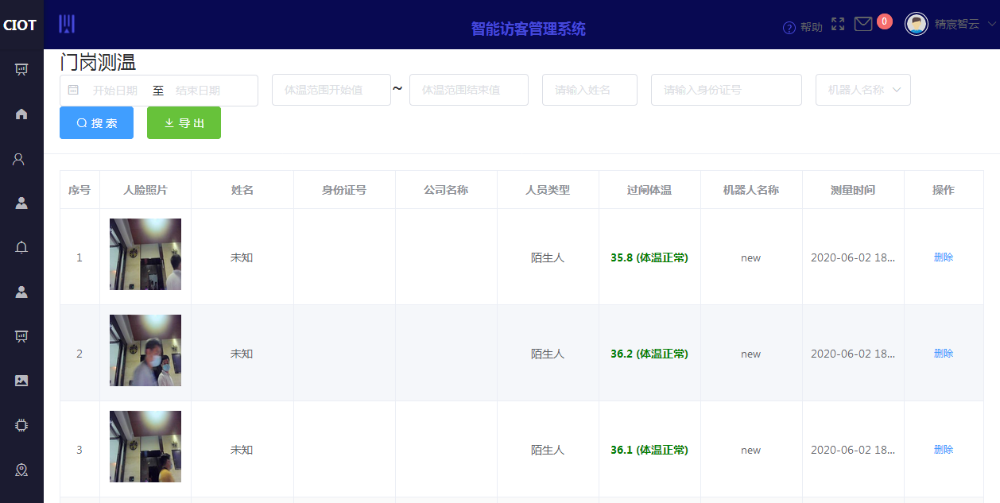 CIOT
智能访客管理系统
帮助
0
精宸智云
门岗测温
开始日期 至 结束日期
体温范围开始值 ~ 体温范围结束值
请输入姓名
请输入身份证号
机器人名称
搜 索
导 出
序号 人脸照片 姓名 身份证号 公司名称 人员类型 过闸体温 机器人名称 测量时间 操作
1 未知 陌生人 35.8 (体温正常) new 2020-06-02 18... 删除
2 未知 陌生人 36.2 (体温正常) new 2020-06-02 18... 删除
3 未知 陌生人 36.1 (体温正常) new 2020-06-02 18... 删除